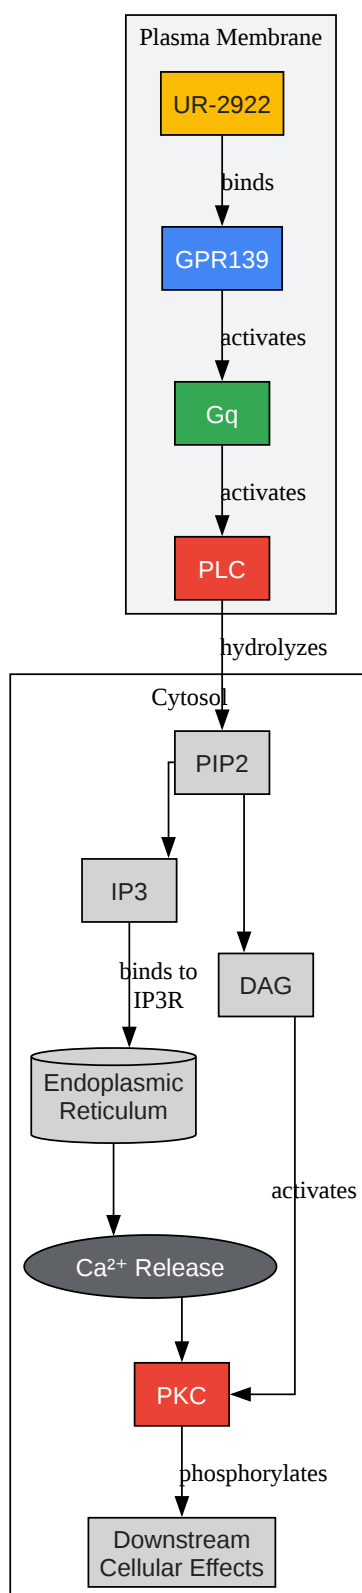 Plasma Membrane
UR-2922
binds
GPR139
activates
Gq
activates
PLC
hydrolyzes
Cytosol
PIP2
IP3
binds to
IP3R
DAG
Endoplasmic
Reticulum
activates
Ca²⁺ Release
PKC
phosphorylates
Downstream
Cellular Effects